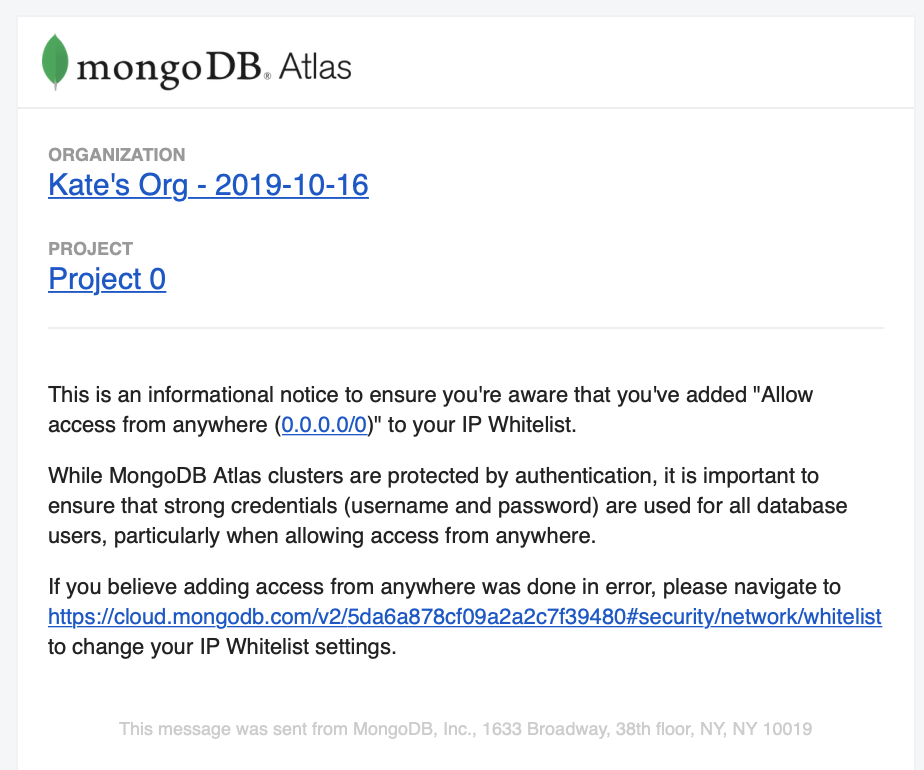 mongoDB® Atlas
ORGANIZATION
Kate's Org - 2019-10-16
PROJECT
Project 0
This is an informational notice to ensure you're aware that you've added "Allow
access from anywhere (0.0.0.0/0)" to your IP Whitelist.
While MongoDB Atlas clusters are protected by authentication, it is important to
ensure that strong credentials (username and password) are used for all database
users, particularly when allowing access from anywhere.
If you believe adding access from anywhere was done in error, please navigate to
https://cloud.mongodb.com/v2/5da6a878cf09a2a2c7f39480#security/network/whitelist
to change your IP Whitelist settings.
This message was sent from MongoDB, Inc., 1633 Broadway, 38th floor, NY, NY 10019